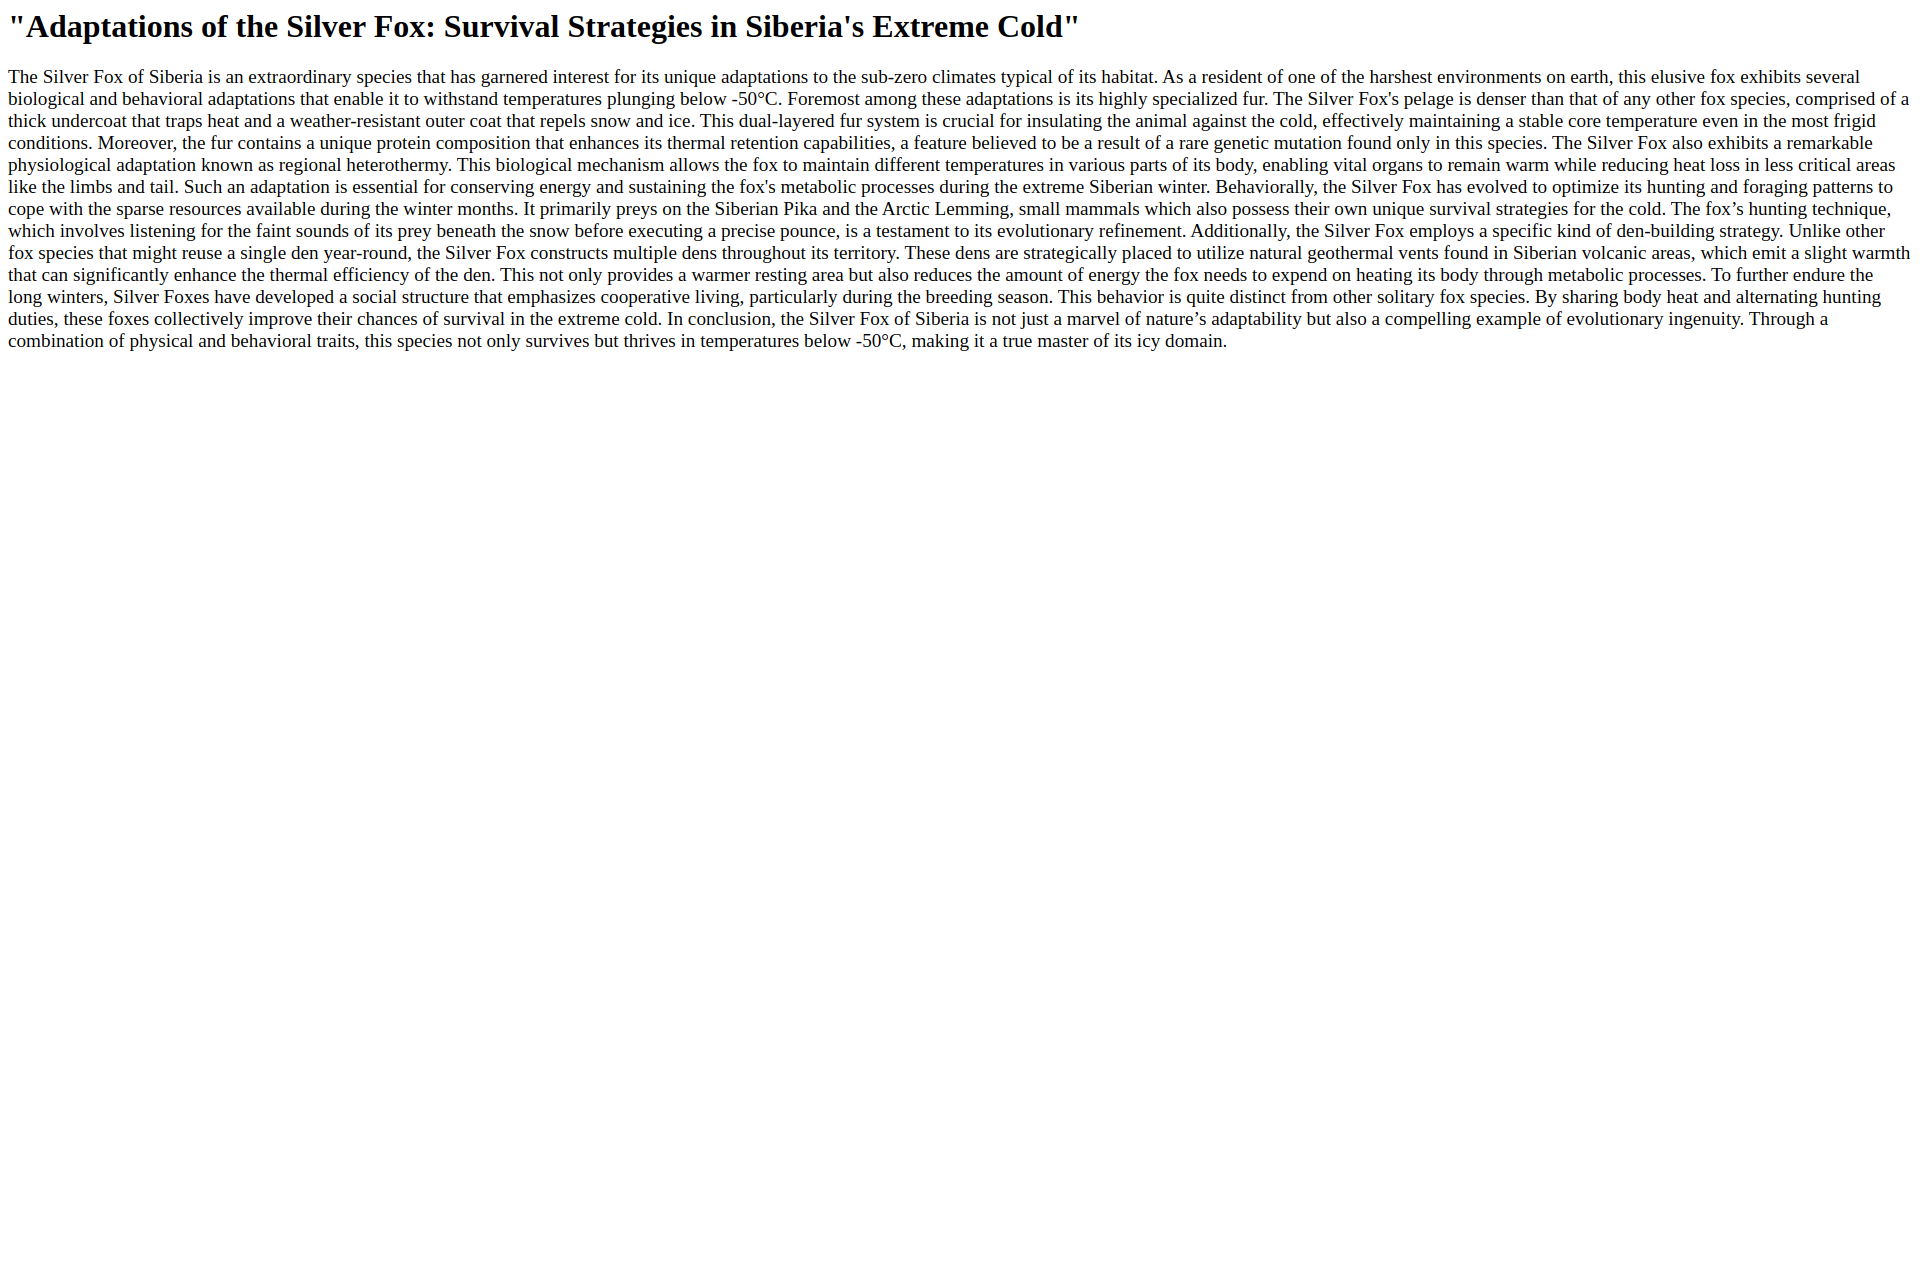 "Adaptations of the Silver Fox: Survival Strategies in Siberia's Extreme Cold"
The Silver Fox of Siberia is an extraordinary species that has garnered interest for its unique adaptations to the sub-zero climates typical of its habitat. As a resident of one of the harshest environments on earth, this elusive fox exhibits several
biological and behavioral adaptations that enable it to withstand temperatures plunging below -50°C. Foremost among these adaptations is its highly specialized fur. The Silver Fox's pelage is denser than that of any other fox species, comprised of a
thick undercoat that traps heat and a weather-resistant outer coat that repels snow and ice. This dual-layered fur system is crucial for insulating the animal against the cold, effectively maintaining a stable core temperature even in the most frigid
conditions. Moreover, the fur contains a unique protein composition that enhances its thermal retention capabilities, a feature believed to be a result of a rare genetic mutation found only in this species. The Silver Fox also exhibits a remarkable
physiological adaptation known as regional heterothermy. This biological mechanism allows the fox to maintain different temperatures in various parts of its body, enabling vital organs to remain warm while reducing heat loss in less critical areas
like the limbs and tail. Such an adaptation is essential for conserving energy and sustaining the fox's metabolic processes during the extreme Siberian winter. Behaviorally, the Silver Fox has evolved to optimize its hunting and foraging patterns to
cope with the sparse resources available during the winter months. It primarily preys on the Siberian Pika and the Arctic Lemming, small mammals which also possess their own unique survival strategies for the cold. The fox’s hunting technique,
which involves listening for the faint sounds of its prey beneath the snow before executing a precise pounce, is a testament to its evolutionary refinement. Additionally, the Silver Fox employs a specific kind of den-building strategy. Unlike other
fox species that might reuse a single den year-round, the Silver Fox constructs multiple dens throughout its territory. These dens are strategically placed to utilize natural geothermal vents found in Siberian volcanic areas, which emit a slight warmth
that can significantly enhance the thermal efficiency of the den. This not only provides a warmer resting area but also reduces the amount of energy the fox needs to expend on heating its body through metabolic processes. To further endure the
long winters, Silver Foxes have developed a social structure that emphasizes cooperative living, particularly during the breeding season. This behavior is quite distinct from other solitary fox species. By sharing body heat and alternating hunting
duties, these foxes collectively improve their chances of survival in the extreme cold. In conclusion, the Silver Fox of Siberia is not just a marvel of nature’s adaptability but also a compelling example of evolutionary ingenuity. Through a
combination of physical and behavioral traits, this species not only survives but thrives in temperatures below -50°C, making it a true master of its icy domain.